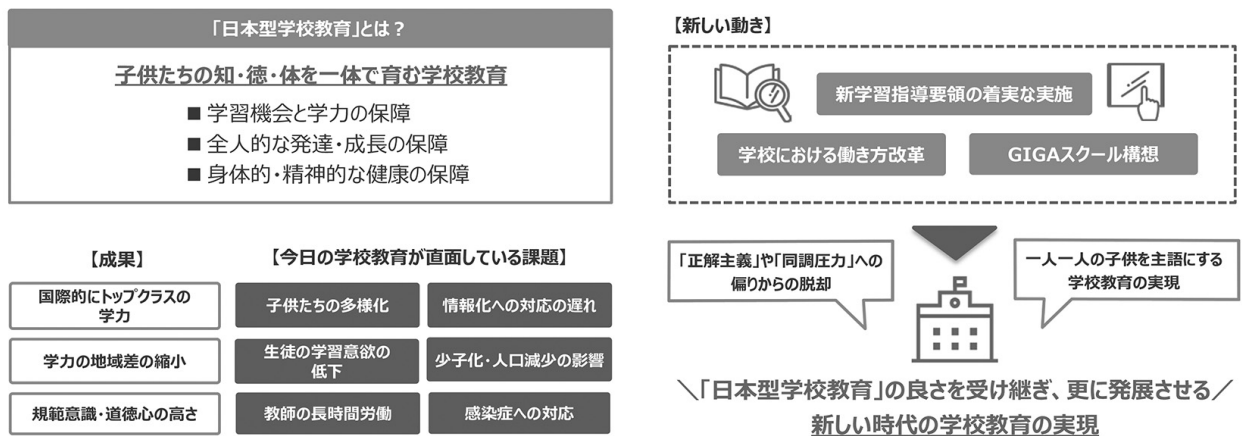 「日本型学校教育」とは？
子供たちの知・徳・体を一体で育む学校教育
■ 学習機会と学力の保障
■ 全人的な発達・成長の保障
■ 身体的・精神的な健康の保障
【成果】
国際的にトップクラスの
学力
学力の地域差の縮小
規範意識・道徳心の高さ
【今日の学校教育が直面している課題】
子供たちの多様化
情報化への対応の遅れ
生徒の学習意欲の
低下
少子化・人口減少の影響
教師の長時間労働
感染症への対応
【新しい動き】
新学習指導要領の着実な実施
学校における働き方改革
GIGAスクール構想
「正解主義」や「同調圧力」への
偏りからの脱却
一人一人の子供を主語にする
学校教育の実現
＼「日本型学校教育」の良さを受け継ぎ、更に発展させる／
新しい時代の学校教育の実現